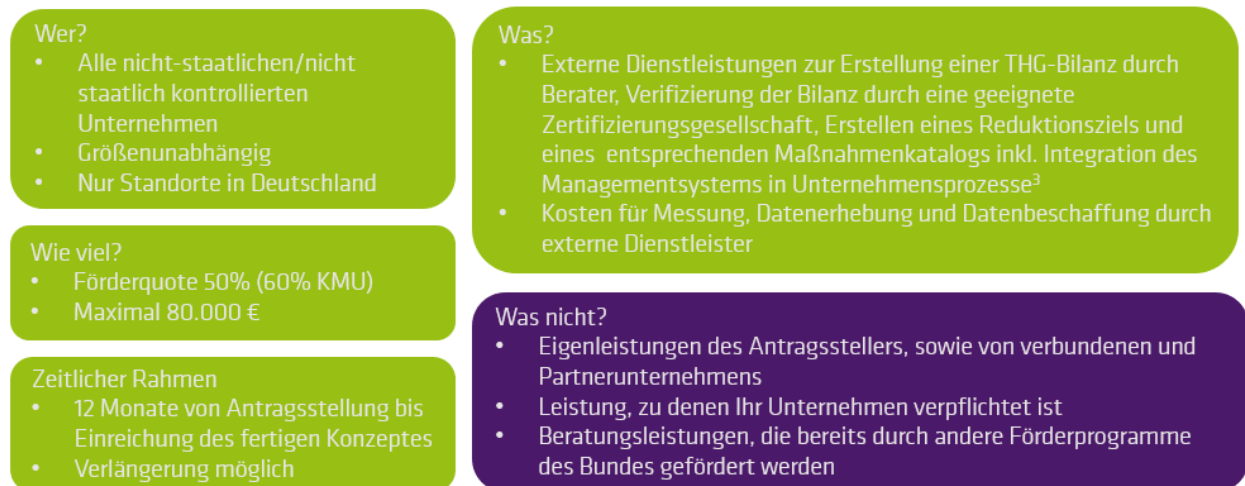 Wer?
• Alle nicht-staatlichen/nicht
staatlich kontrollierten
Unternehmen
• Größenunabhängig
• Nur Standorte in Deutschland
Wie viel?
• Förderquote 50% (60% KMU)
• Maximal 80.000 €
Zeitlicher Rahmen
• 12 Monate von Antragsstellung bis
Einreichung des fertigen Konzeptes
• Verlängerung möglich
Was?
• Externe Dienstleistungen zur Erstellung einer THG-Bilanz durch
Berater, Verifizierung der Bilanz durch eine geeignete
Zertifizierungsgesellschaft, Erstellen eines Reduktionsziels und
eines entsprechenden Maßnahmenkatalogs inkl. Integration des
Managementsystems in Unternehmensprozesse³
• Kosten für Messung, Datenerhebung und Datenbeschaffung durch
externe Dienstleister
Was nicht?
• Eigenleistungen des Antragsstellers, sowie von verbundenen und
Partnerunternehmens
• Leistung, zu denen Ihr Unternehmen verpflichtet ist
• Beratungsleistungen, die bereits durch andere Förderprogramme
des Bundes gefördert werden